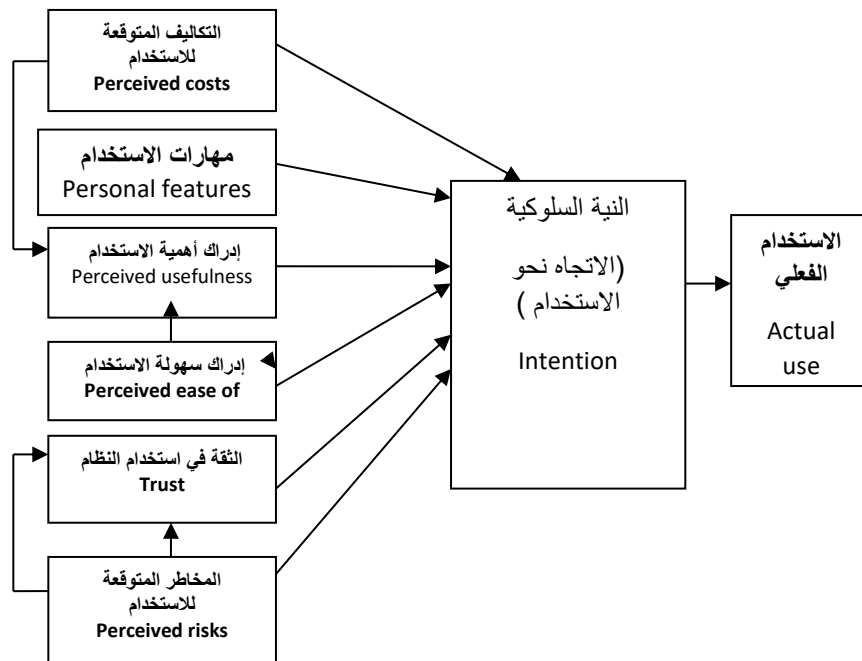 التكاليف المتوقعة
للاستخدام
Perceived costs
مهارات الاستخدام
Personal features
إدراك أهمية الاستخدام
Perceived usefulness
إدراك سهولة الاستخدام
Perceived ease of
الثقة في استخدام النظام
Trust
المخاطر المتوقعة
للاستخدام
Perceived risks
النية السلوكية
(الاتجاه نحو
الاستخدام )
Intention
الاستخدام
الفعلي
Actual
use